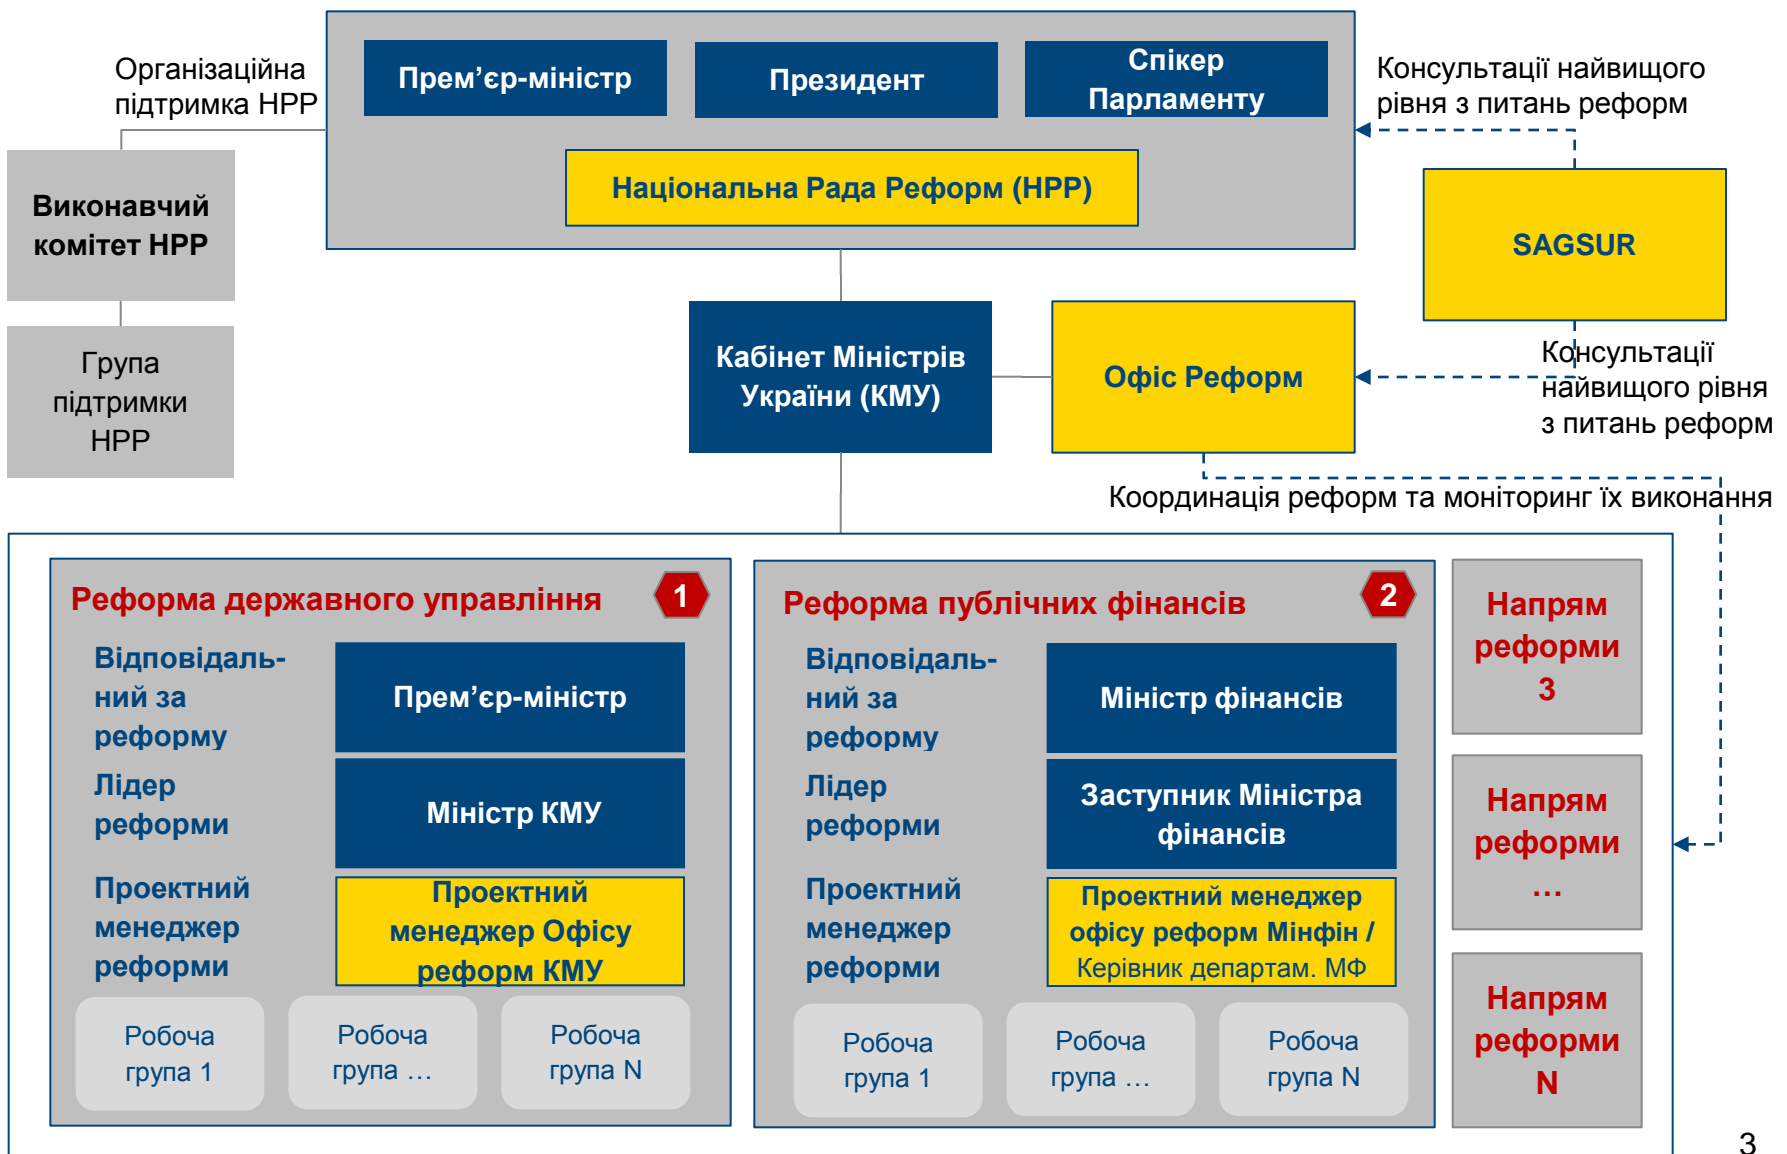 Організаційна
підтримка НРР
Прем’єр-міністр
Президент
Спікер
Парламенту
Консультації найвищого
рівня з питань реформ
Національна Рада Реформ (НРР)
Виконавчий
комітет НРР
SAGSUR
Група
підтримки
НРР
Кабінет Міністрів
України (КМУ)
Офіс Реформ
Консультації
найвищого рівня
з питань реформ
Координація реформ та моніторинг їх виконання
Реформа державного управління
1
Відповідаль-
ний за
реформу
Прем’єр-міністр
Лідер
реформи
Міністр КМУ
Проектний
менеджер
реформи
Проектний
менеджер Офісу
реформ КМУ
Робоча
група 1
Робоча
група …
Робоча
група N
Реформа публічних фінансів
2
Відповідаль-
ний за
реформу
Міністр фінансів
Лідер
реформи
Заступник Міністра
фінансів
Проектний
менеджер
реформи
Проектний менеджер
офісу реформ Мінфін /
Керівник департам. МФ
Робоча
група 1
Робоча
група …
Робоча
група N
Напрям
реформи
3
Напрям
реформи
…
Напрям
реформи
N
3